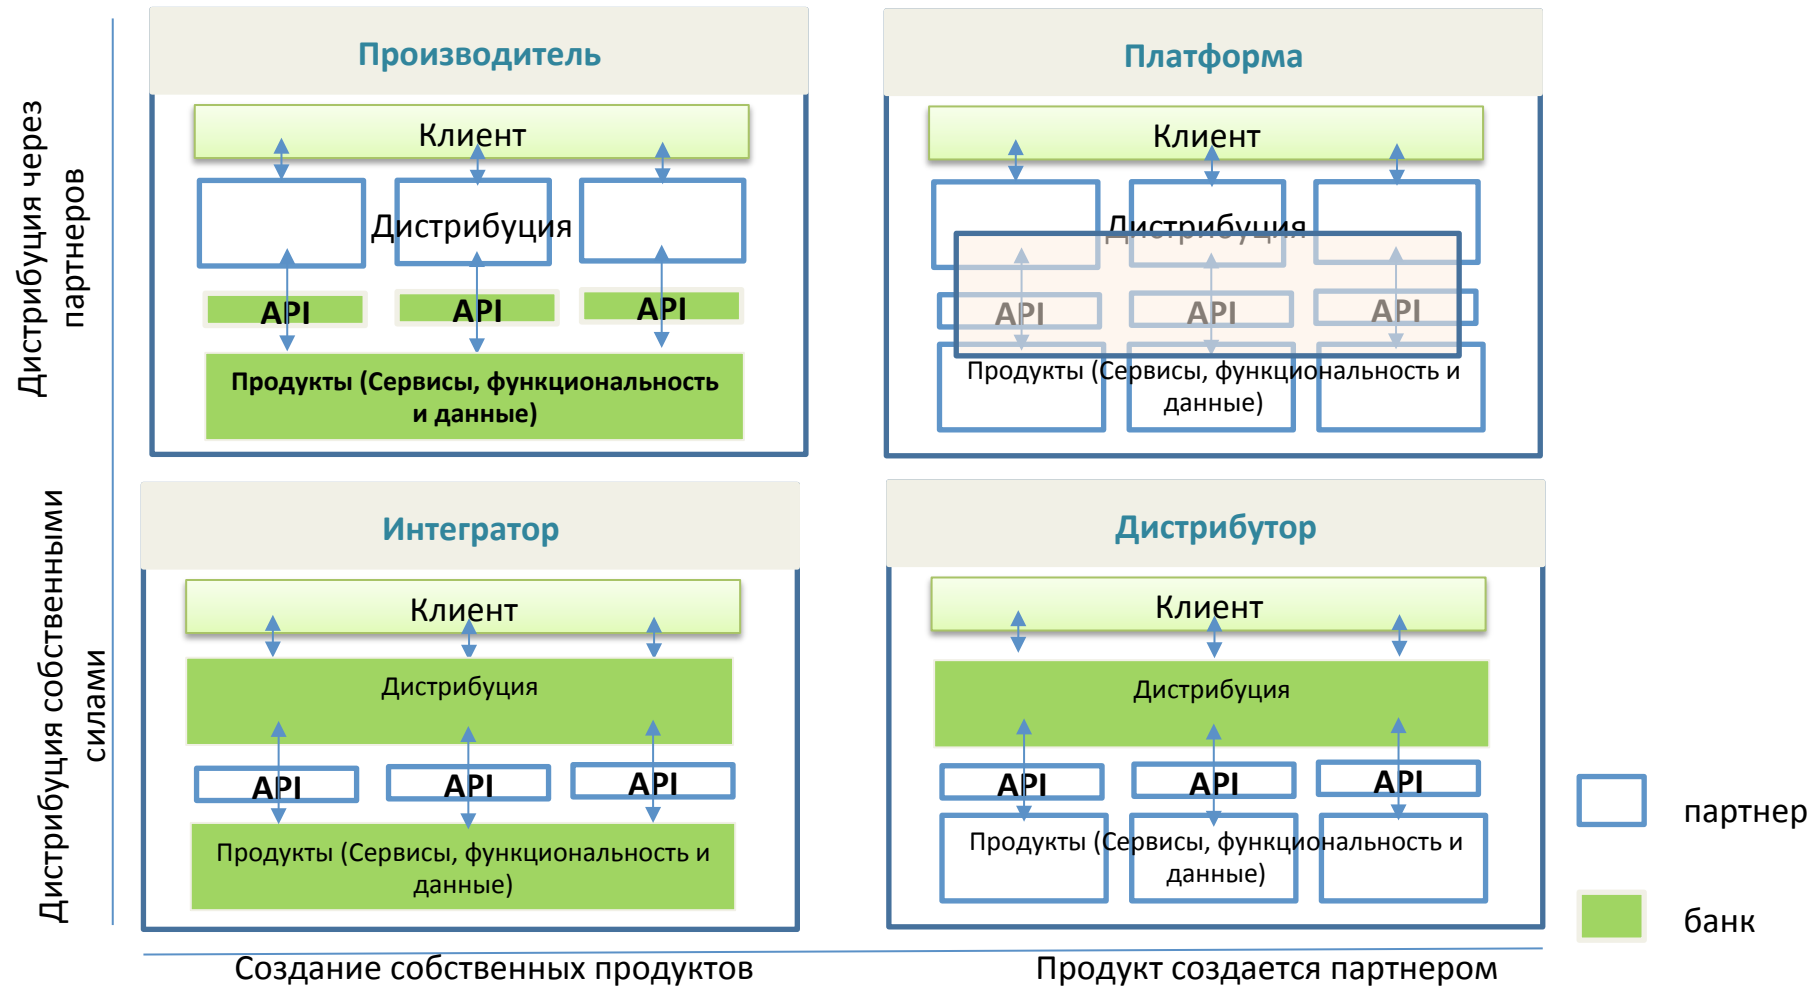 Дистрибуция через
партнеров
Производитель
Клиент
Дистрибуция
API
API
API
Продукты (Сервисы, функциональность
и данные)
Платформа
Клиент
Дистрибуция
API
API
API
Продукты (Сервисы, функциональность и
данные)
Дистрибуция собственными
силами
Интегратор
Клиент
Дистрибуция
API
API
API
Продукты (Сервисы, функциональность и
данные)
Дистрибутор
Клиент
Дистрибуция
API
API
API
Продукты (Сервисы, функциональность и
данные)
партнер
банк
Создание собственных продуктов
Продукт создается партнером